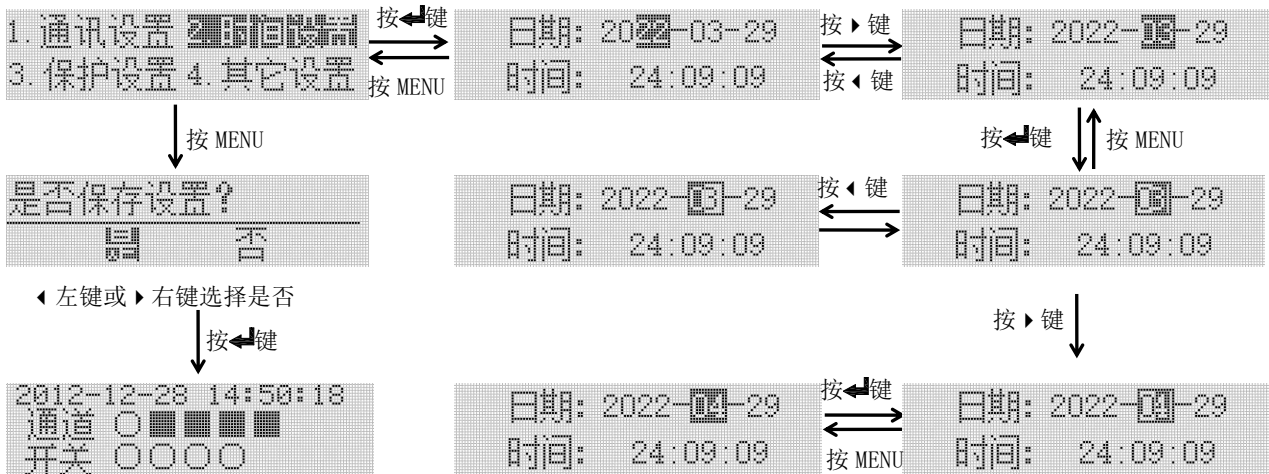 1.通讯设置 2.时间设置
3.保护设置 4.其它设置
按键
按 MENU
日期: 2022-03-29
时间: 24:09:09
按 键
按 键
日期: 2022-03-29
时间: 24:09:09
按 MENU
按键
按 MENU
是否保存设置?
是 否
日期: 2022-03-29
时间: 24:09:09
按 键
日期: 2022-03-29
时间: 24:09:09
左键或 右键选择是否
按键
按 键
2012-12-28 14:50:18
通道
开关
日期: 2022-04-29
时间: 24:09:09
按键
按 MENU
日期: 2022-04-29
时间: 24:09:09